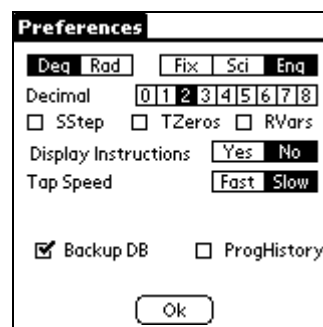 Preferences
Deg Rad Fix Sci Eng
Decimal 0 1 2 3 4 5 6 7 8
SStep TZeros RVars
Display Instructions Yes No
Tap Speed Fast Slow
Backup DB ProgHistory
Ok